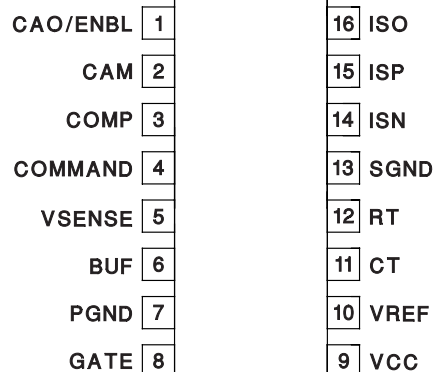 CAO/ENBL 1 16 ISO
CAM 2 15 ISP
COMP 3 14 ISN
COMMAND 4 13 SGND
VSENSE 5 12 RT
BUF 6 11 CT
PGND 7 10 VREF
GATE 8 9 VCC